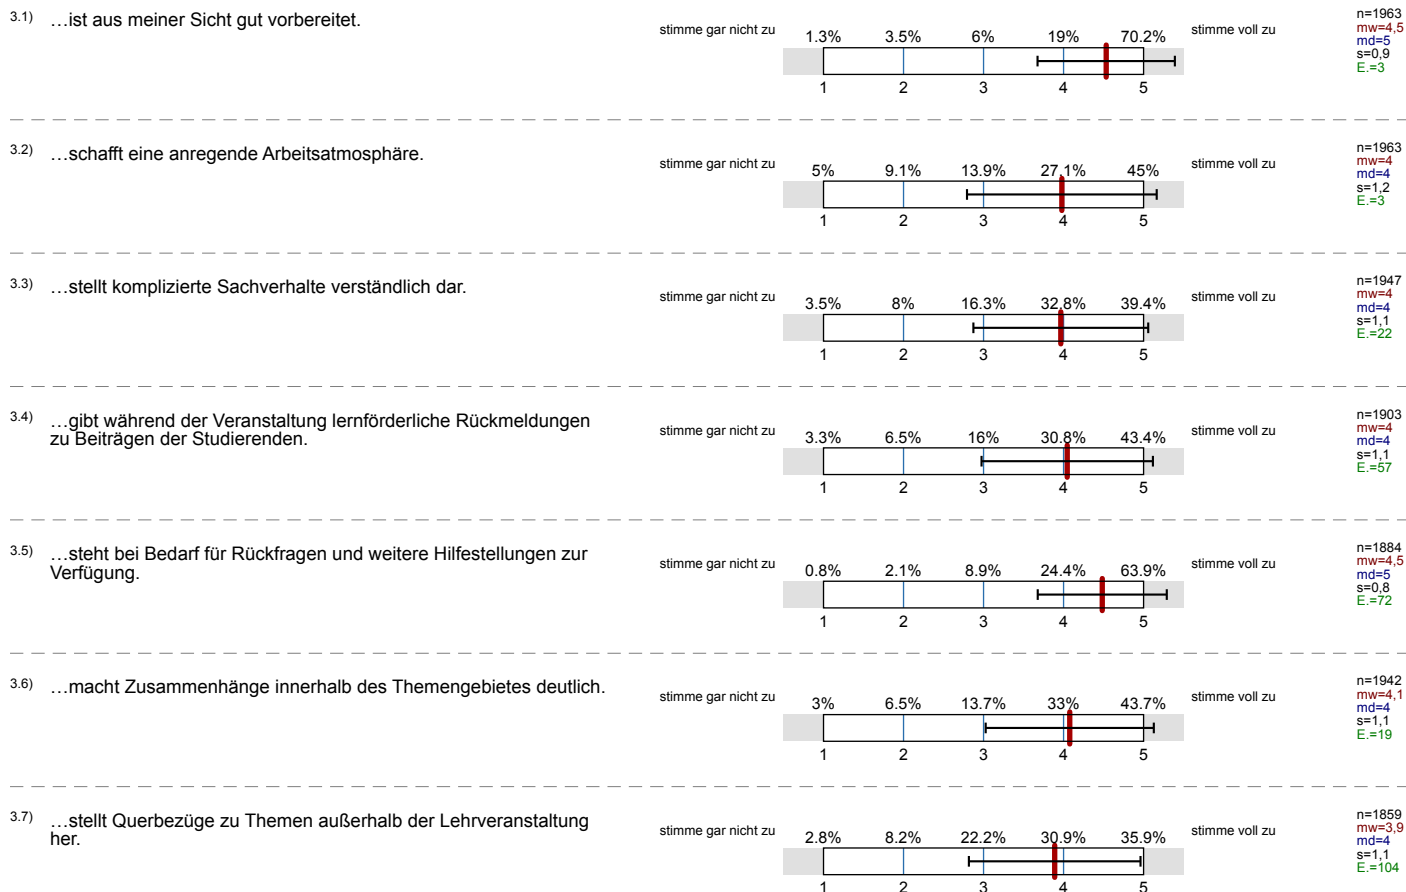 3.1) …ist aus meiner Sicht gut vorbereitet.
stimme gar nicht zu 1.3% 3.5% 6% 19% 70.2% stimme voll zu
1 2 3 4 5
n=1963
mw=4,5
md=5
s=0,9
E.=3
3.2) …schafft eine anregende Arbeitsatmosphäre.
stimme gar nicht zu 5% 9.1% 13.9% 27.1% 45% stimme voll zu
1 2 3 4 5
n=1963
mw=4
md=4
s=1,2
E.=3
3.3) …stellt komplizierte Sachverhalte verständlich dar.
stimme gar nicht zu 3.5% 8% 16.3% 32.8% 39.4% stimme voll zu
1 2 3 4 5
n=1947
mw=4
md=4
s=1,1
E.=22
3.4) …gibt während der Veranstaltung lernförderliche Rückmeldungen
zu Beiträgen der Studierenden.
stimme gar nicht zu 3.3% 6.5% 16% 30.8% 43.4% stimme voll zu
1 2 3 4 5
n=1903
mw=4
md=4
s=1,1
E.=57
3.5) …steht bei Bedarf für Rückfragen und weitere Hilfestellungen zur
Verfügung.
stimme gar nicht zu 0.8% 2.1% 8.9% 24.4% 63.9% stimme voll zu
1 2 3 4 5
n=1884
mw=4,5
md=5
s=0,8
E.=72
3.6) …macht Zusammenhänge innerhalb des Themengebietes deutlich.
stimme gar nicht zu 3% 6.5% 13.7% 33% 43.7% stimme voll zu
1 2 3 4 5
n=1942
mw=4,1
md=4
s=1,1
E.=19
3.7) …stellt Querbezüge zu Themen außerhalb der Lehrveranstaltung
her.
stimme gar nicht zu 2.8% 8.2% 22.2% 30.9% 35.9% stimme voll zu
1 2 3 4 5
n=1859
mw=3,9
md=4
s=1,1
E.=104